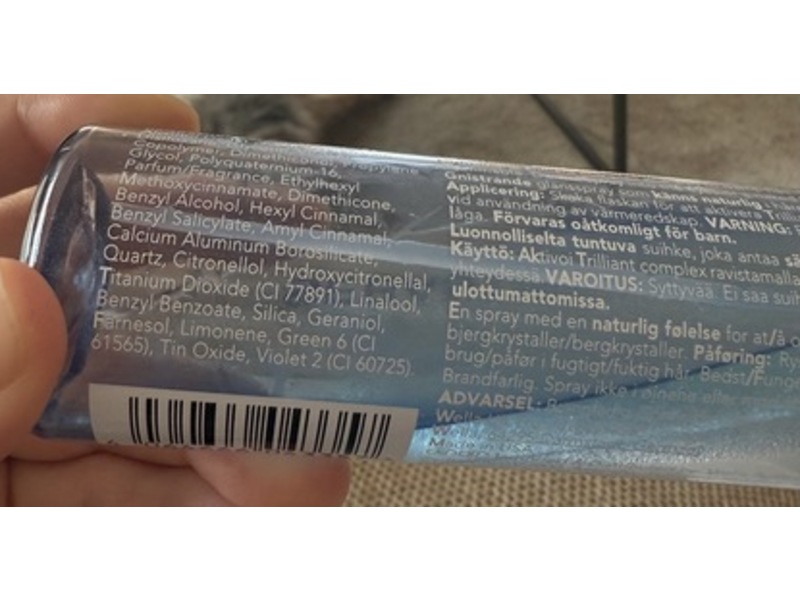 Copolymer, Dimethiconol, Propylene
Glycol, Polyquaternium-16,
Parfum/Fragrance, Ethylhexyl
Methoxycinnamate, Dimethicone,
Benzyl Alcohol, Hexyl Cinnamal,
Benzyl Salicylate, Amyl Cinnamal,
Calcium Aluminum Borosilicate,
Quartz, Citronellol, Hydroxycitronellal,
Titanium Dioxide (CI 77891), Linalool,
Benzyl Benzoate, Silica, Geraniol,
Farnesol, Limonene, Green 6 (CI
61565), Tin Oxide, Violet 2 (CI 60725).
Gnistrande glansspray som känns naturlig
Applicering: Skaka flaskan för att aktivera
vid användning av värmeredskap. VARNING:
låga. Förvaras oåtkomligt för barn.
Luonnolliselta tuntuva suihke, joka antaa
Käyttö: Aktivoi Trilliant complex ravistamalla
yhteydessä. VAROITUS: Syttyvää. Ei saa
ulottumattomissa.
En spray med en naturlig følelse for at/å
bjergkrystaller/bergkrystaller. Påføring:
brug/påfør i fugtigt/fuktig hår.
Brandfarlig. Spray ikke i øjnene
ADVARSEL:
Wella
Made in